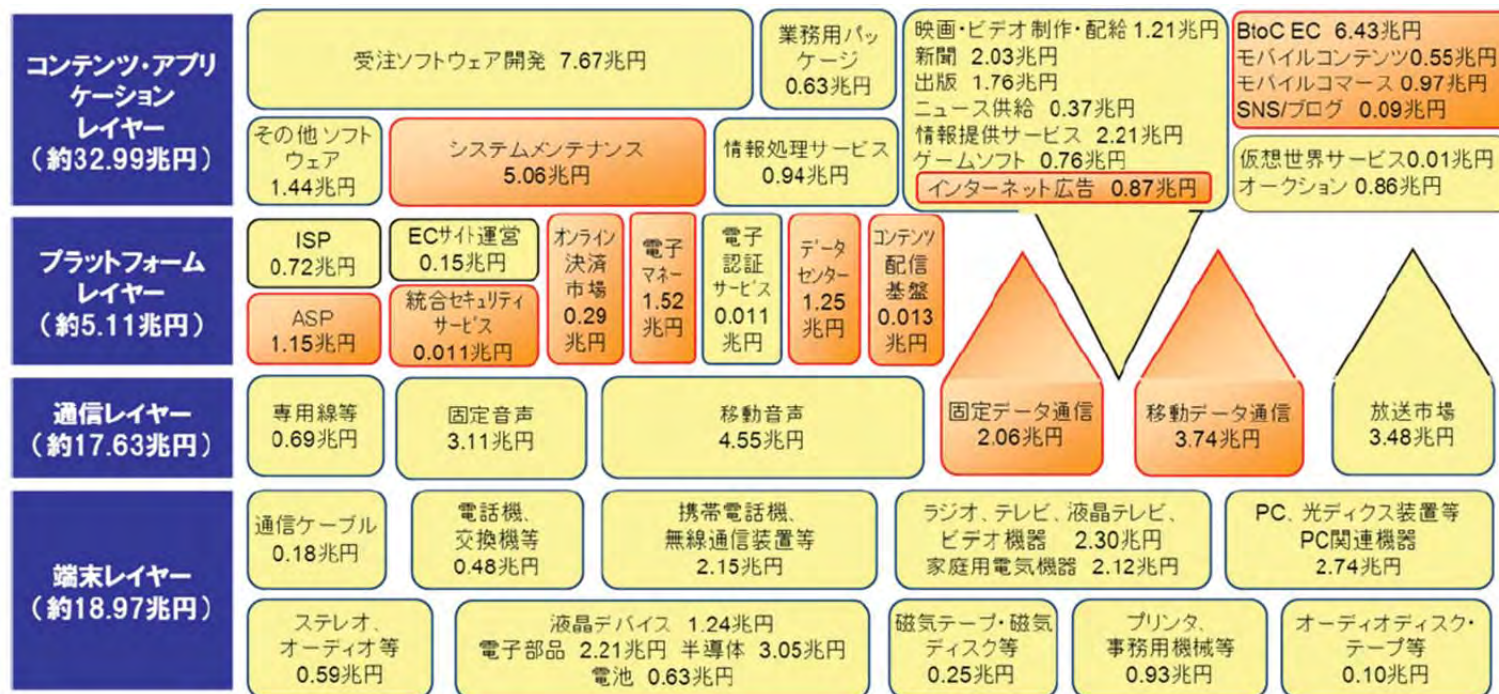 コンテンツ・アプリ
ケーション
レイヤー
(約32.99兆円)
受注ソフトウェア開発 7.67兆円
業務用パッ
ケージ
0.63兆円
その他ソフト
ウェア
1.44兆円
システムメンテナンス
5.06兆円
情報処理サービス
0.94兆円
映画・ビデオ制作・配給 1.21兆円
新聞 2.03兆円
出版 1.76兆円
ニュース供給 0.37兆円
情報提供サービス 2.21兆円
ゲームソフト 0.76兆円
インターネット広告 0.87兆円
BtoC EC 6.43兆円
モバイルコンテンツ0.55兆円
モバイルコマース 0.97兆円
SNS/ブログ 0.09兆円
仮想世界サービス0.01兆円
オークション 0.86兆円
プラットフォーム
レイヤー
(約5.11兆円)
ISP
0.72兆円
ASP
1.15兆円
ECサイト運営
0.15兆円
統合セキュリティ
サービス
0.011兆円
オンライン
決済
市場
0.29
兆円
電子
マネー
1.52
兆円
電子
認証
サービス
0.011
兆円
データ
センター
1.25
兆円
コンテンツ
配信
基盤
0.013
兆円
通信レイヤー
(約17.63兆円)
専用線等
0.69兆円
固定音声
3.11兆円
移動音声
4.55兆円
固定データ通信
2.06兆円
移動データ通信
3.74兆円
放送市場
3.48兆円
端末レイヤー
(約18.97兆円)
通信ケーブル
0.18兆円
電話機、
交換機等
0.48兆円
携帯電話機、
無線通信装置等
2.15兆円
ラジオ、テレビ、液晶テレビ、
ビデオ機器 2.30兆円
家庭用電気機器 2.12兆円
PC、光ディクス装置等
PC関連機器
2.74兆円
ステレオ、
オーディオ等
0.59兆円
液晶デバイス 1.24兆円
電子部品 2.21兆円 半導体 3.05兆円
電池 0.63兆円
磁気テープ・磁気
ディスク等
0.25兆円
プリンタ、
事務用機械等
0.93兆円
オーディオディスク・
テープ等
0.10兆円